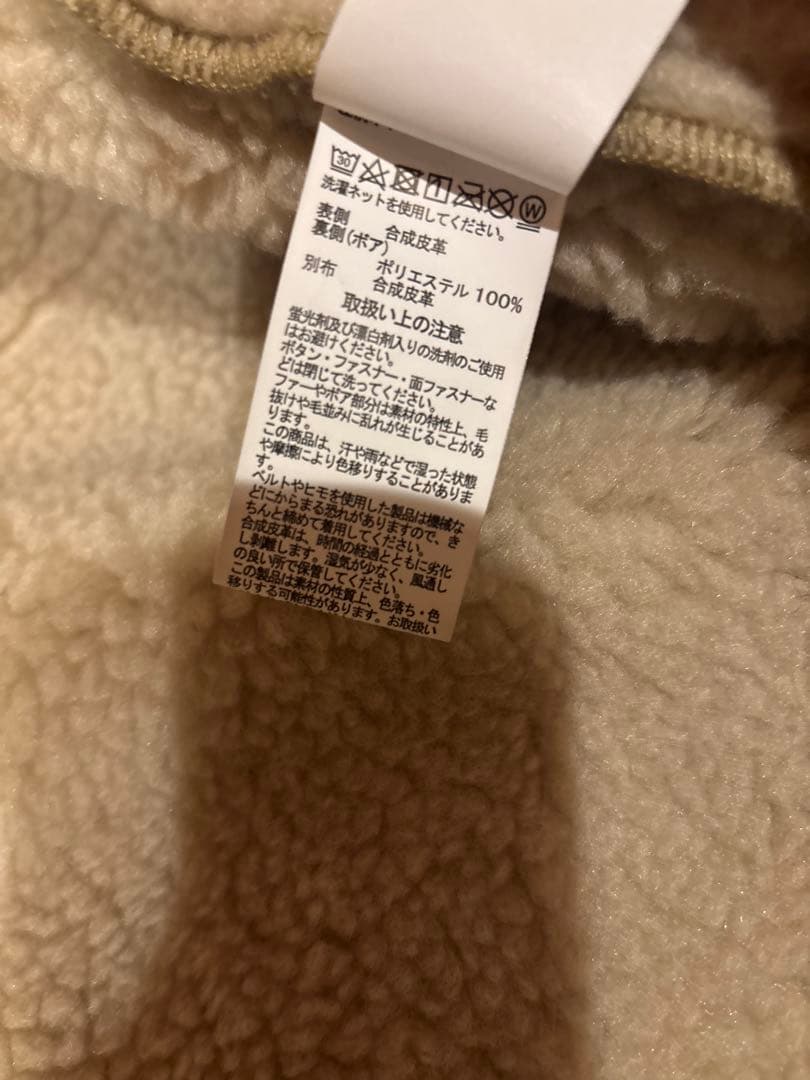 30 W
洗濯ネットを使用してください。
表側 合成皮革
裏側(ボア)
ポリエステル 100%
別布 合成皮革
取扱い上の注意
蛍光剤及び漂白剤入りの洗剤のご使用
はお避けください。
ボタン・ファスナー・面ファスナーな
どは閉じて洗ってください。
ファーやボア部分は素材の特性上、毛
抜けや毛並みに乱れが生じることがあ
ります。
この商品は、汗や雨などで湿った状態
や摩擦により色移りすることがありま
す。
ベルトやヒモを使用した製品は機械な
どにからまる恐れがありますので、き
ちんと締めて着用してください。
合成皮革は、時間の経過とともに劣化
し剥離します。湿気が少なく、風通し
の良い所で保管してください。
この製品は素材の性質上、色落ち・色
移りする可能性があります。お取扱い